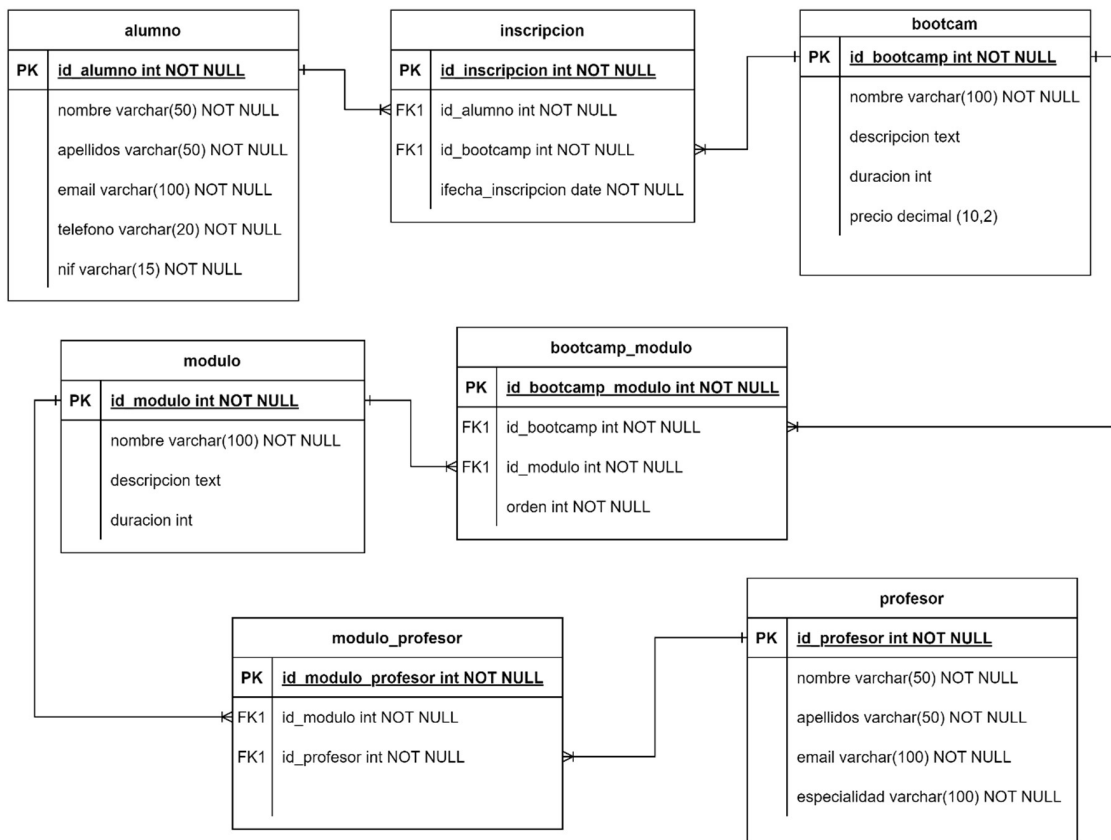 alumno
PK id_alumno int NOT NULL
nombre varchar(50) NOT NULL
apellidos varchar(50) NOT NULL
email varchar(100) NOT NULL
telefono varchar(20) NOT NULL
nif varchar(15) NOT NULL
inscripcion
PK id_inscripcion int NOT NULL
FK1 id_alumno int NOT NULL
FK1 id_bootcamp int NOT NULL
ifecha_inscripcion date NOT NULL
bootcam
PK id_bootcamp int NOT NULL
nombre varchar(100) NOT NULL
descripcion text
duracion int
precio decimal (10,2)
modulo
PK id_modulo int NOT NULL
nombre varchar(100) NOT NULL
descripcion text
duracion int
bootcamp_modulo
PK id_bootcamp_modulo int NOT NULL
FK1 id_bootcamp int NOT NULL
FK1 id_modulo int NOT NULL
orden int NOT NULL
modulo_profesor
PK id_modulo_profesor int NOT NULL
FK1 id_modulo int NOT NULL
FK1 id_profesor int NOT NULL
profesor
PK id_profesor int NOT NULL
nombre varchar(50) NOT NULL
apellidos varchar(50) NOT NULL
email varchar(100) NOT NULL
especialidad varchar(100) NOT NULL